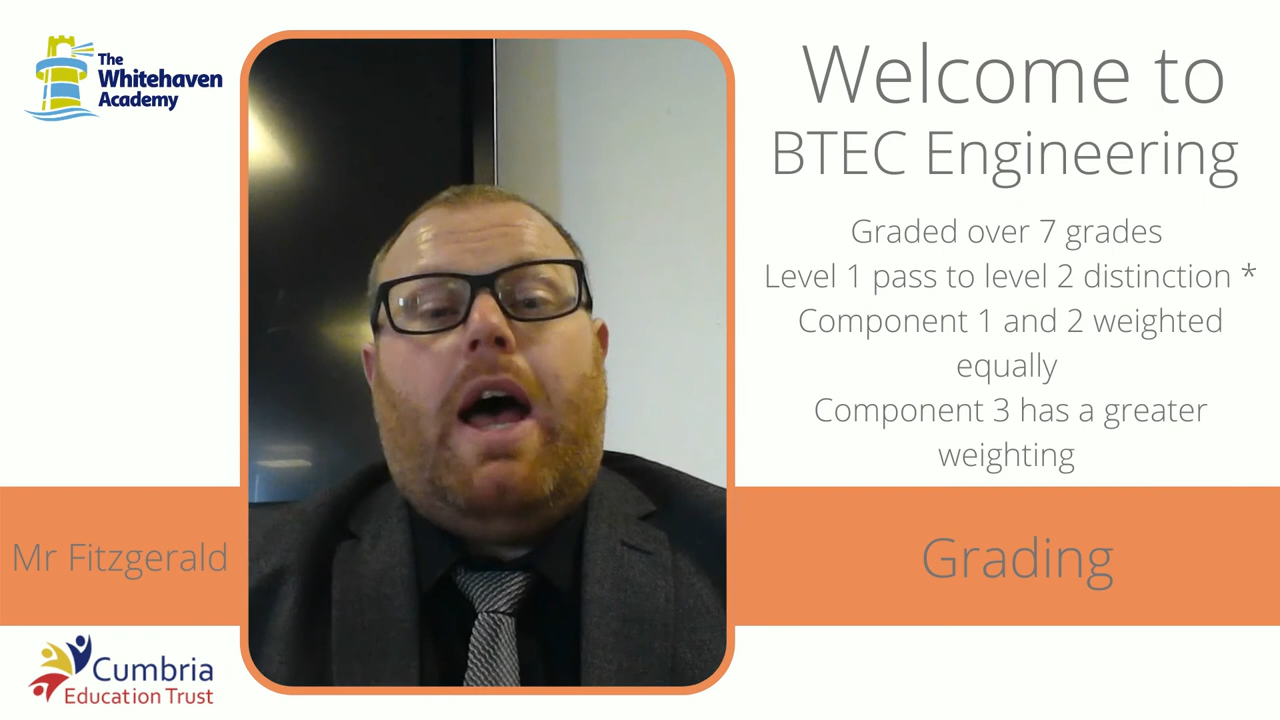 The
Whitehaven
Academy
Welcome to
BTEC Engineering
Graded over 7 grades
Level 1 pass to level 2 distinction *
Component 1 and 2 weighted
equally
Component 3 has a greater
weighting
Mr Fitzgerald
Grading
Cumbria
Education Trust